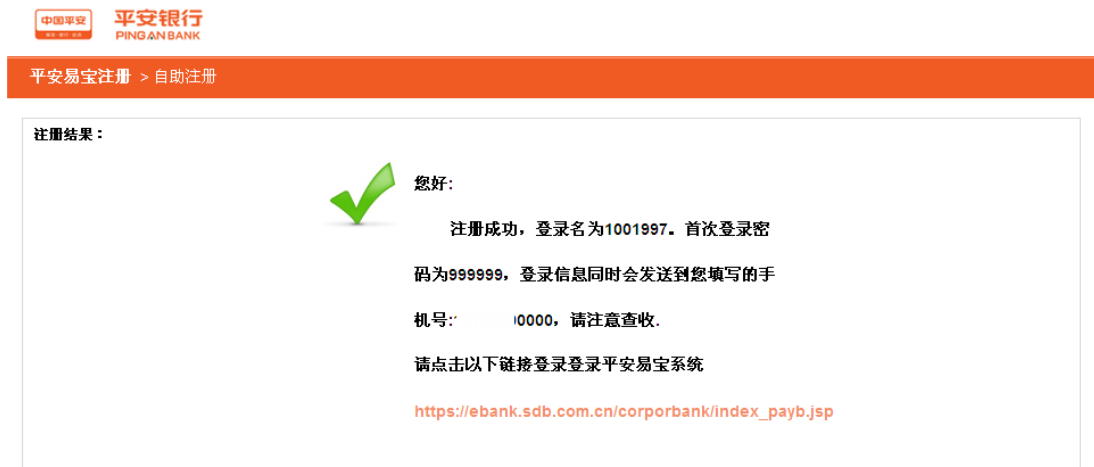 中国平安
平安银行
PING AN BANK
平安易宝注册 > 自助注册
注册结果：
您好:
注册成功，登录名为1001997。首次登录密
码为999999，登录信息同时会发送到您填写的手
机号: 0000，请注意查收.
请点击以下链接登录登录平安易宝系统
https://ebank.sdb.com.cn/corporbank/index_payb.jsp